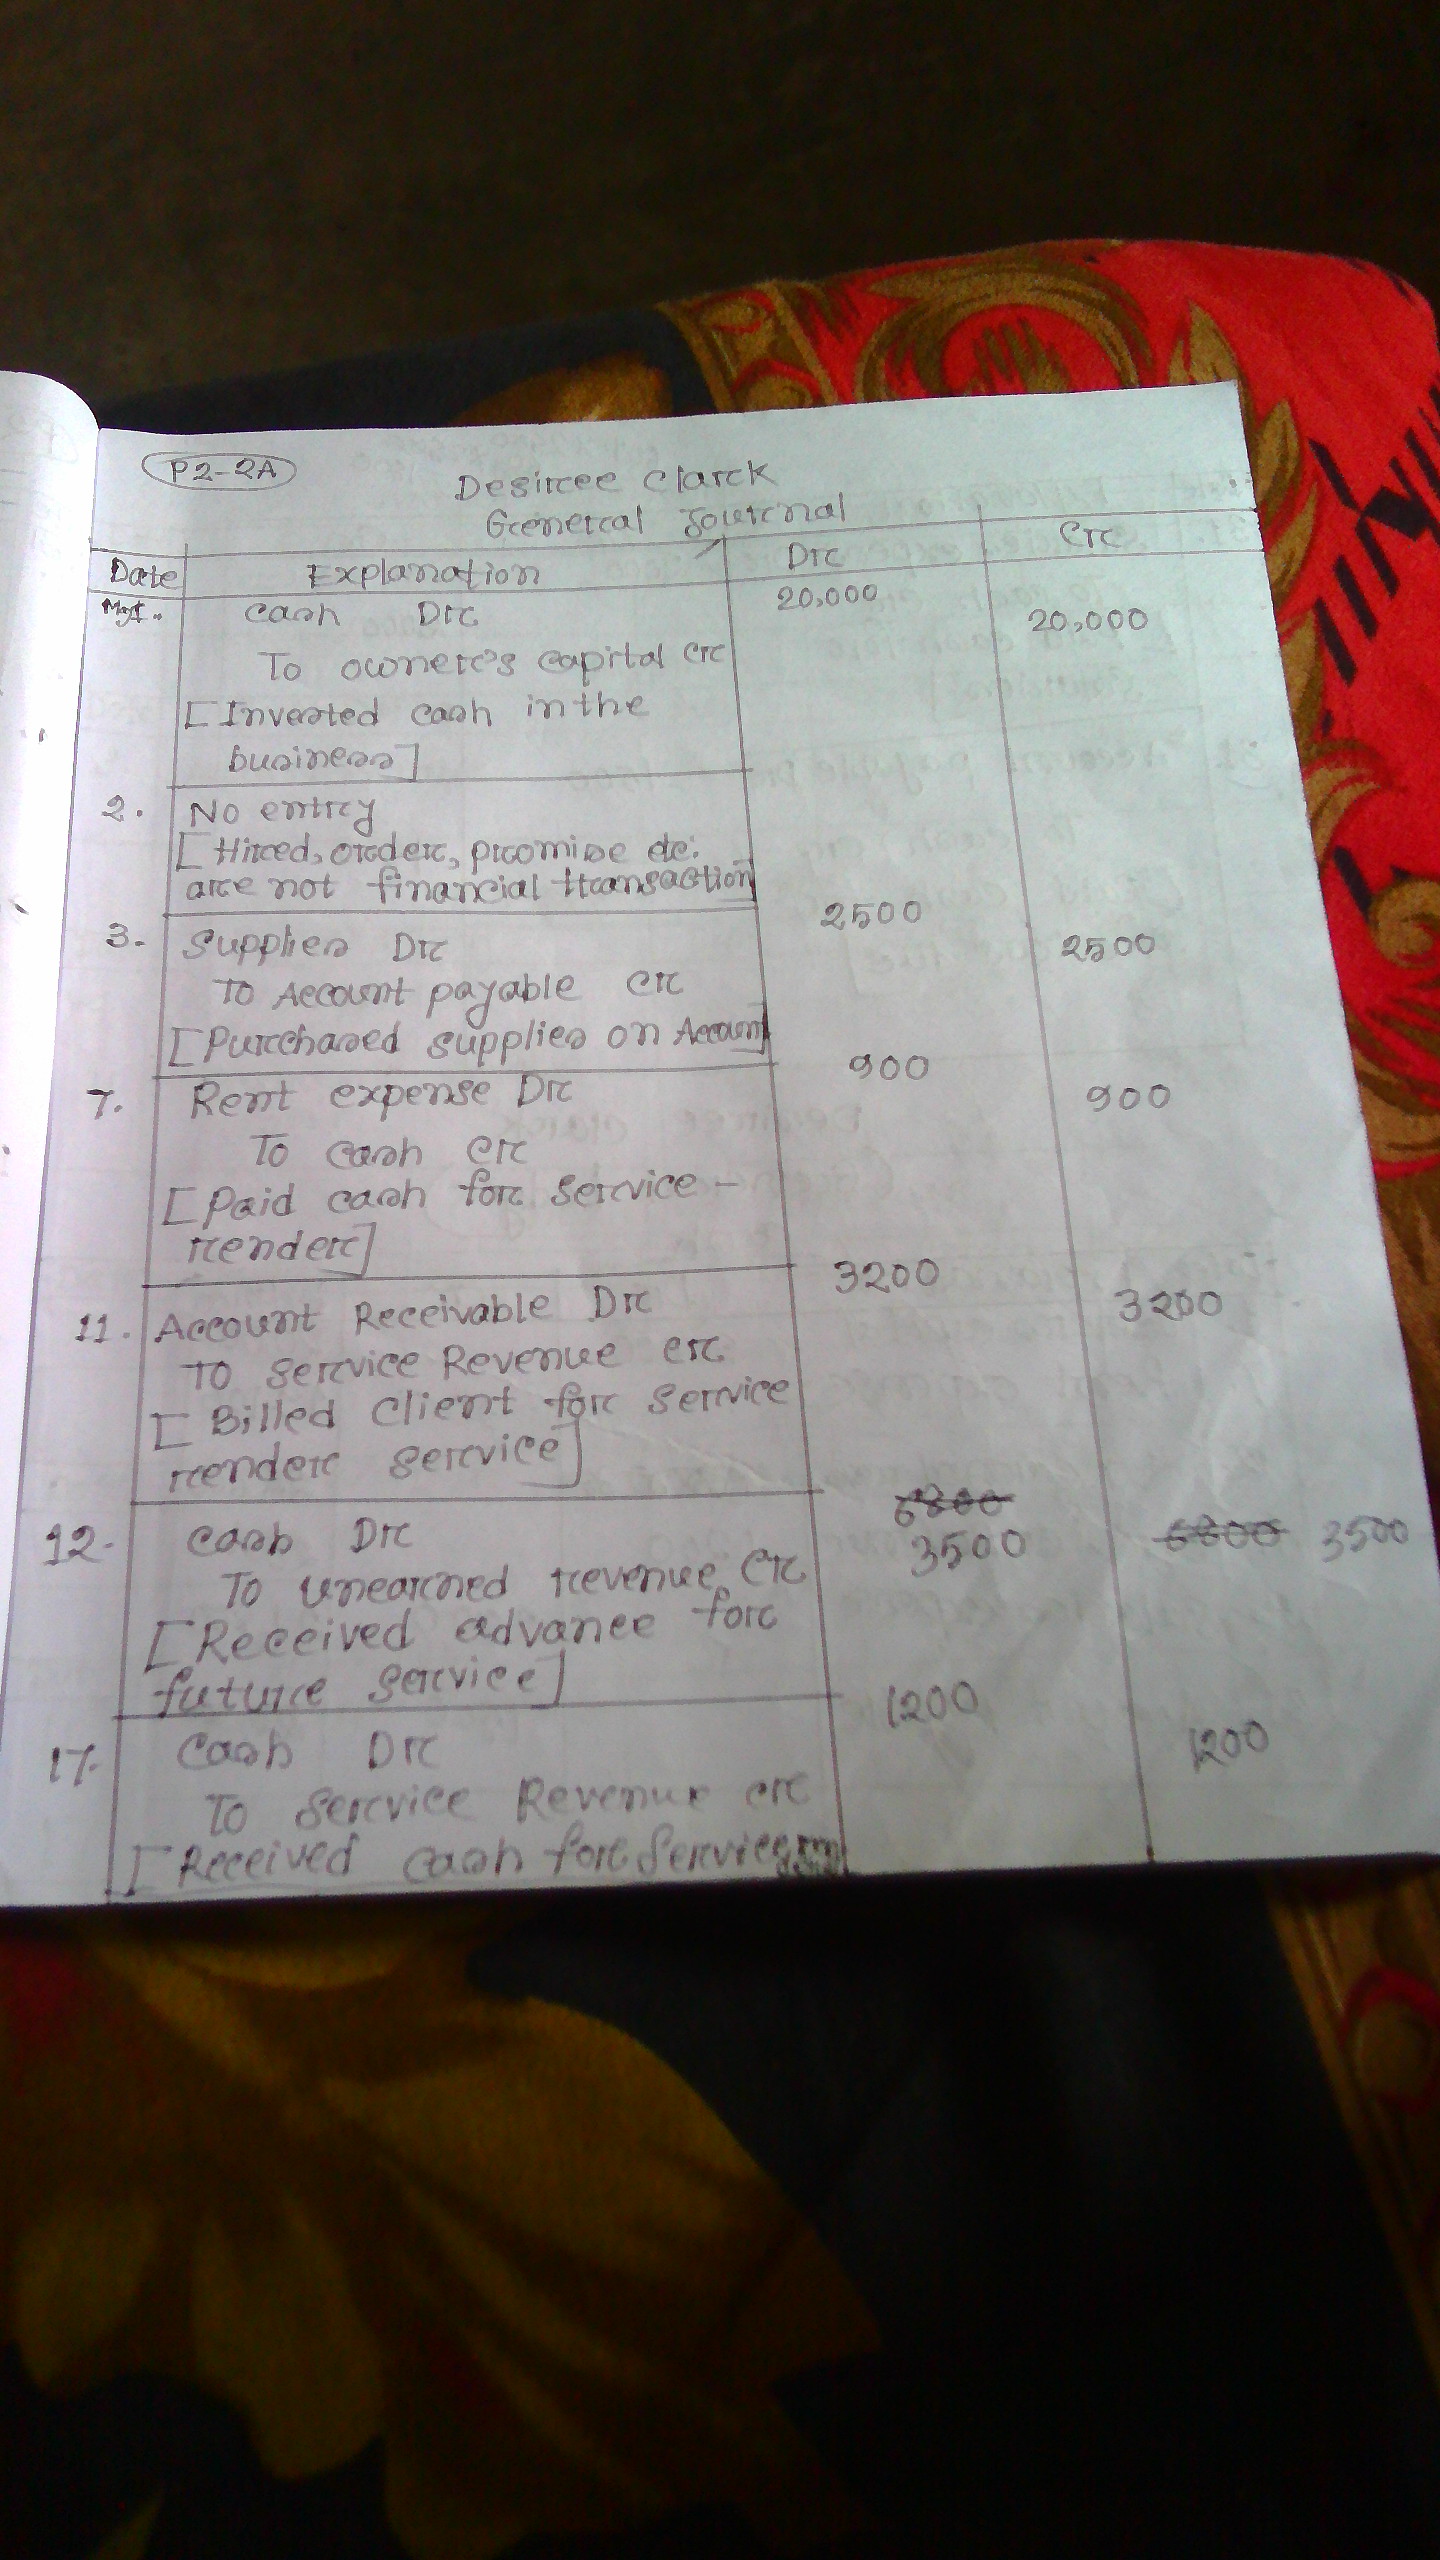 P2-2A
Desiree Clarck
General Journal
Date Explanation Dr Cr
May 1. Cash Dr 20,000
To owner's capital Cr 20,000
[Invested cash in the
business]
2. No entry
[Hired, order, promise etc.
are not financial transaction]
3. Supplies Dr 2500
To Account payable Cr 2500
[Purchased supplies on Account]
7. Rent expense Dr 900
To cash Cr 900
[Paid cash for service -
render]
11. Account Receivable Dr 3200
To service Revenue Cr 3200
[Billed Client for service
render service]
6800
12. Cash Dr 3500 6800 3500
To unearned revenue Cr
[Received advance for
future service]
17. Cash Dr 1200
To service Revenue Cr 1200
[Received cash for service